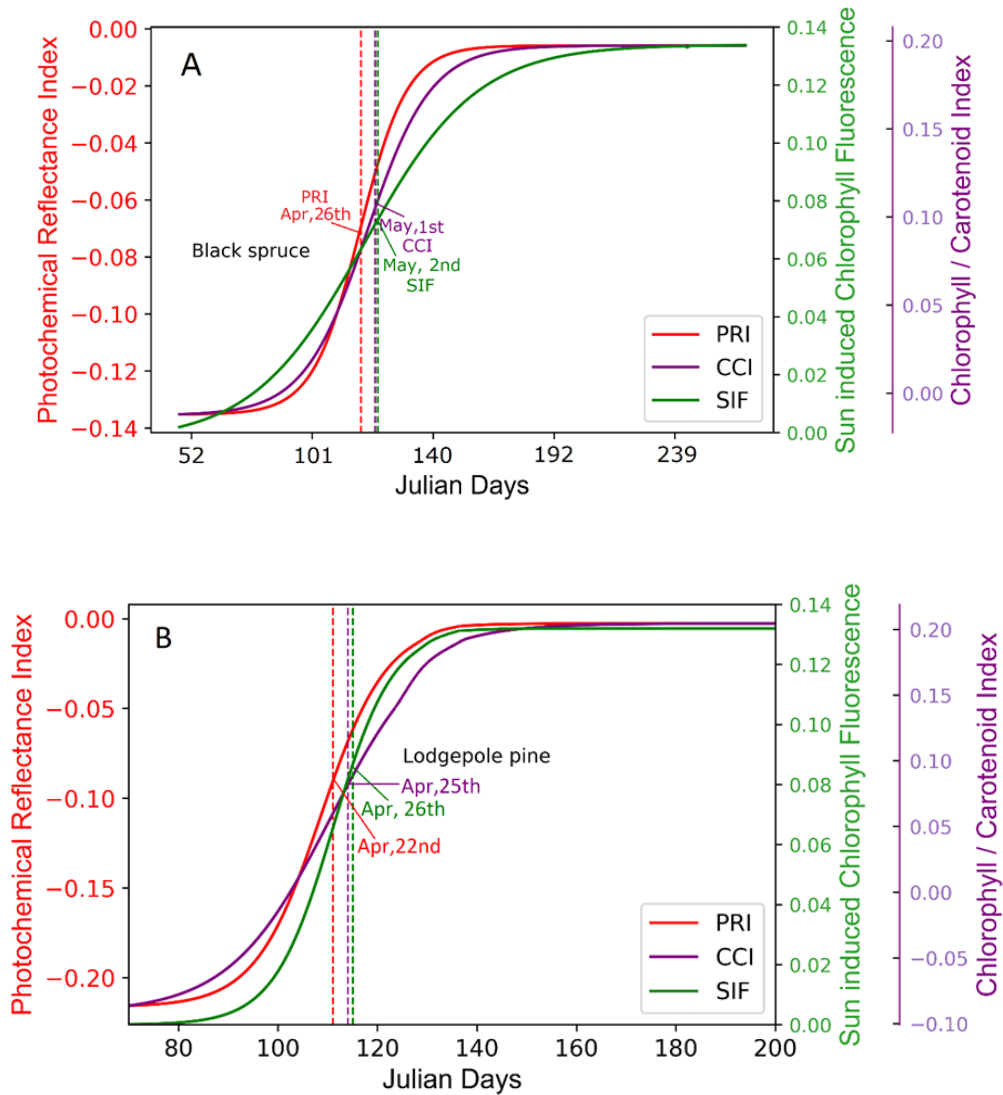 A
Photochemical Reflectance Index
0.00
−0.02
−0.04
−0.06
−0.08
−0.10
−0.12
−0.14
PRI
Apr,26th
May,1st
CCI
May, 2nd
SIF
Black spruce
PRI
CCI
SIF
52
101
140
192
239
Julian Days
0.14
0.12
0.10
0.08
0.06
0.04
0.02
0.00
Sun induced Chlorophyll Fluorescence
0.20
0.15
0.10
0.05
0.00
Chlorophyll / Carotenoid Index
B
Photochemical Reflectance Index
0.00
−0.05
−0.10
−0.15
−0.20
Lodgepole pine
Apr,25th
Apr, 26th
Apr,22nd
PRI
CCI
SIF
80
100
120
140
160
180
200
Julian Days
0.14
0.12
0.10
0.08
0.06
0.04
0.02
0.00
Sun induced Chlorophyll Fluorescence
0.20
0.15
0.10
0.05
0.00
−0.05
−0.10
Chlorophyll / Carotenoid Index